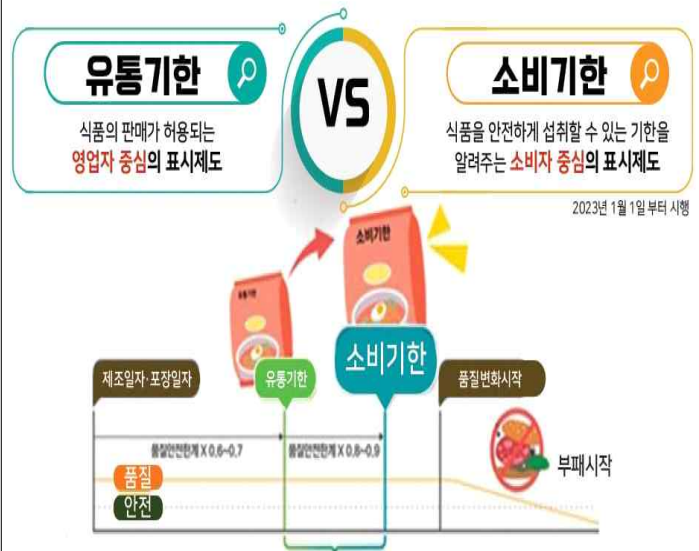 유통기한
VS
소비기한
식품의 판매가 허용되는
영업자 중심의 표시제도
식품을 안전하게 섭취할 수 있는 기한을
알려주는 소비자 중심의 표시제도
2023년 1월 1일 부터 시행
소비기한
유통기한
제조일자·포장일자
유통기한
소비기한
품질변화시작
품질안전한계 X 0.6~0.7
품질안전한계 X 0.8~0.9
품질
안전
부패시작